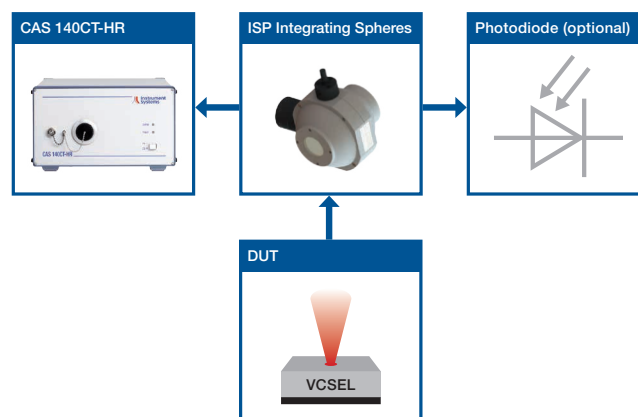 CAS 140CT-HR
ISP Integrating Spheres
Photodiode (optional)
Instrument
Systems
CAS 140CT-HR
DUT
VCSEL